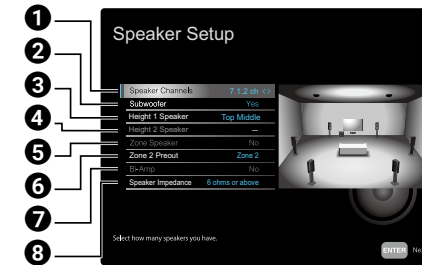 1
2
3
4
5
6
7
8
Speaker Setup
Speaker Channels 7.1.2 ch <>
Subwoofer Yes
Height 1 Speaker Top Middle
Height 2 Speaker ---
Zone Speaker No
Zone 2 Preout Zone 2
Bi-Amp No
Speaker Impedance 6 ohms or above
Select how many speakers you have.
ENTER